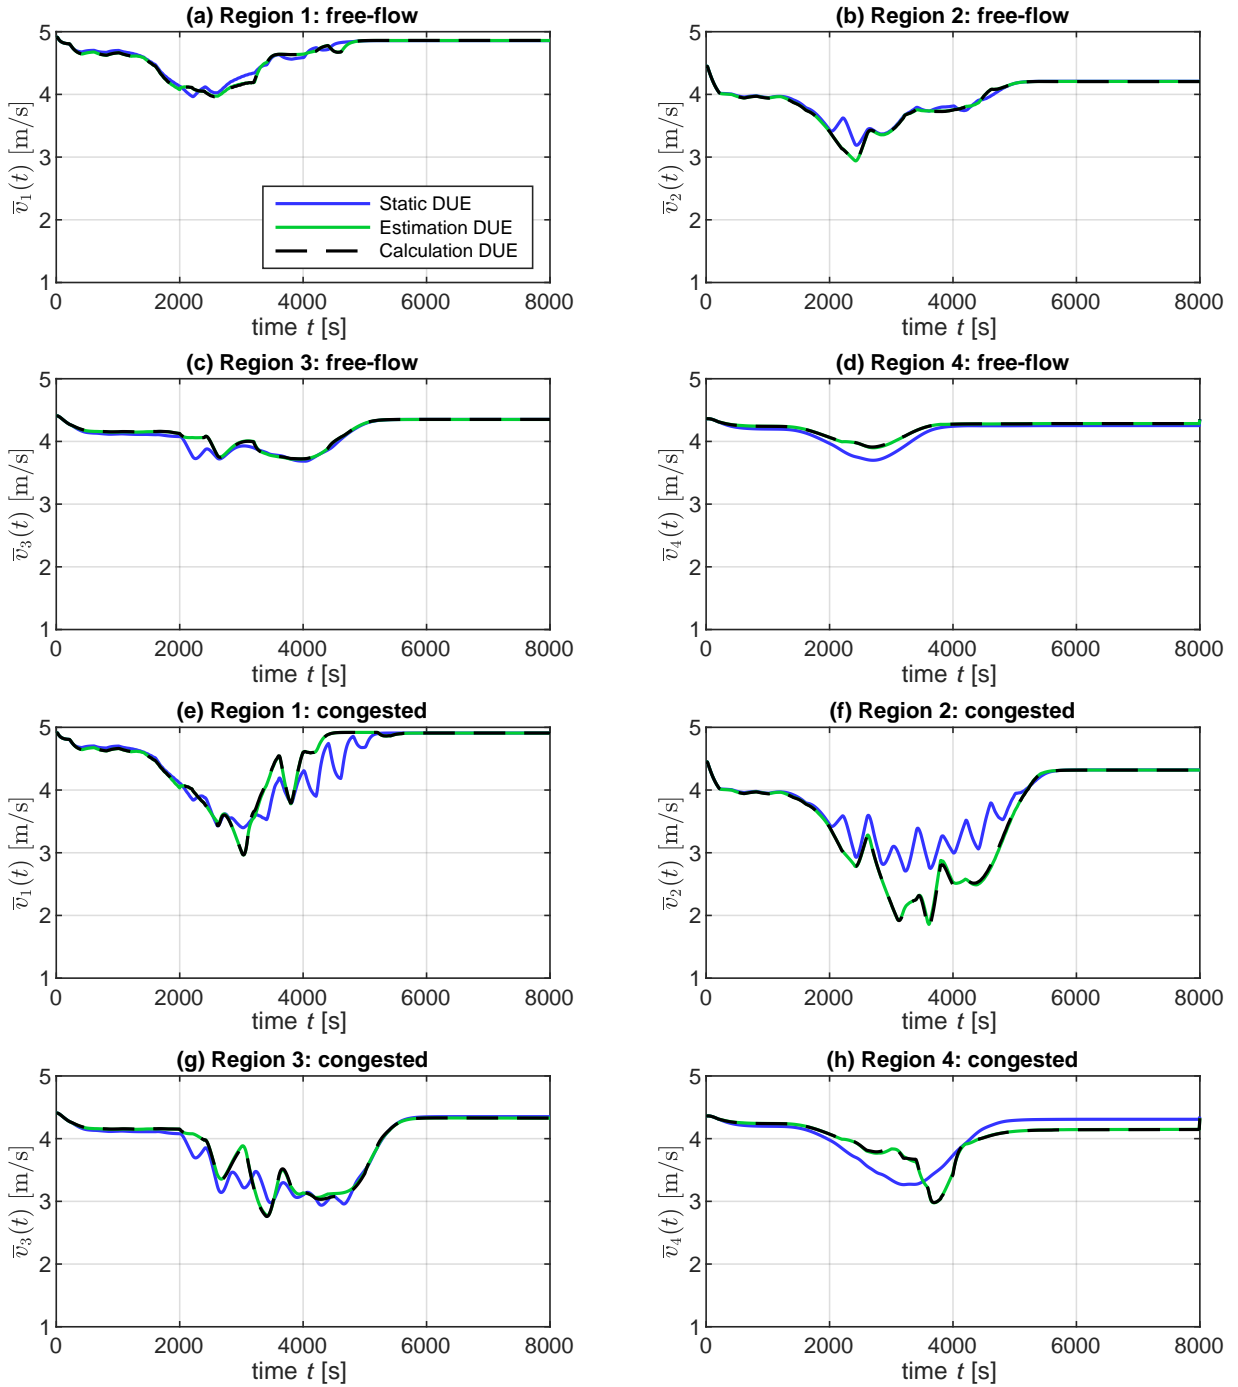 (a) Region 1: free-flow
5
4
3
2
1
v̅₁(t) [m/s]
Static DUE
Estimation DUE
Calculation DUE
0 2000 4000 6000 8000
time t [s]
(b) Region 2: free-flow
5
4
3
2
1
v̅₂(t) [m/s]
0 2000 4000 6000 8000
time t [s]
(c) Region 3: free-flow
5
4
3
2
1
v̅₃(t) [m/s]
0 2000 4000 6000 8000
time t [s]
(d) Region 4: free-flow
5
4
3
2
1
v̅₄(t) [m/s]
0 2000 4000 6000 8000
time t [s]
(e) Region 1: congested
5
4
3
2
1
v̅₁(t) [m/s]
0 2000 4000 6000 8000
time t [s]
(f) Region 2: congested
5
4
3
2
1
v̅₂(t) [m/s]
0 2000 4000 6000 8000
time t [s]
(g) Region 3: congested
5
4
3
2
1
v̅₃(t) [m/s]
0 2000 4000 6000 8000
time t [s]
(h) Region 4: congested
5
4
3
2
1
v̅₄(t) [m/s]
0 2000 4000 6000 8000
time t [s]